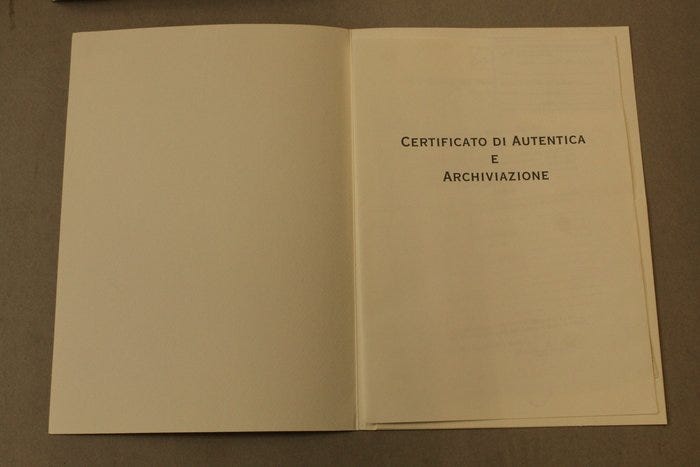 Certificato di Autentica
e
Archiviazione